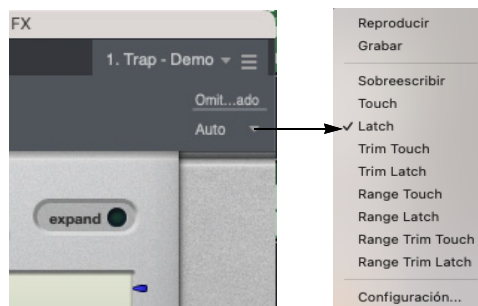 FX
1. Trap - Demo
Omit...ado
Auto
expand
Reproducir
Grabar
Sobreescribir
Touch
Latch
Trim Touch
Trim Latch
Range Touch
Range Latch
Range Trim Touch
Range Trim Latch
Configuración...